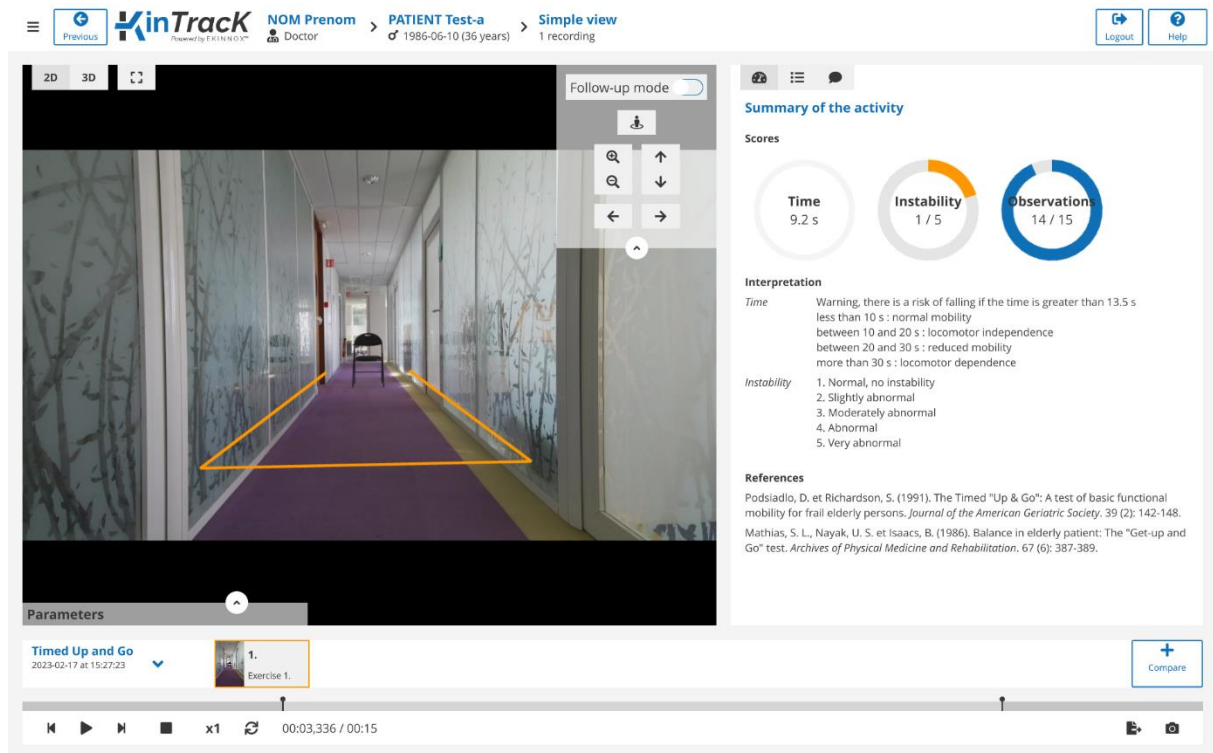 Previous
KinTrack
Powered by EKINNOX™
NOM Prenom
Doctor
PATIENT Test-a
1986-06-10 (36 years)
Simple view
1 recording
Logout
Help
2D 3D
Follow-up mode
Parameters
Summary of the activity
Scores
Time
9.2 s
Instability
1 / 5
Observations
14 / 15
Interpretation
Time Warning, there is a risk of falling if the time is greater than 13.5 s
less than 10 s : normal mobility
between 10 and 20 s : locomotor independence
between 20 and 30 s : reduced mobility
more than 30 s : locomotor dependence
Instability 1. Normal, no instability
2. Slightly abnormal
3. Moderately abnormal
4. Abnormal
5. Very abnormal
References
Podsiadlo, D. et Richardson, S. (1991). The Timed "Up & Go": A test of basic functional
mobility for frail elderly persons. Journal of the American Geriatric Society. 39 (2): 142-148.
Mathias, S. L., Nayak, U. S. et Isaacs, B. (1986). Balance in elderly patient: The "Get-up and
Go" test. Archives of Physical Medicine and Rehabilitation. 67 (6): 387-389.
Timed Up and Go
2023-02-17 at 15:27:23
1.
Exercise 1.
Compare
x1 00:03,336 / 00:15